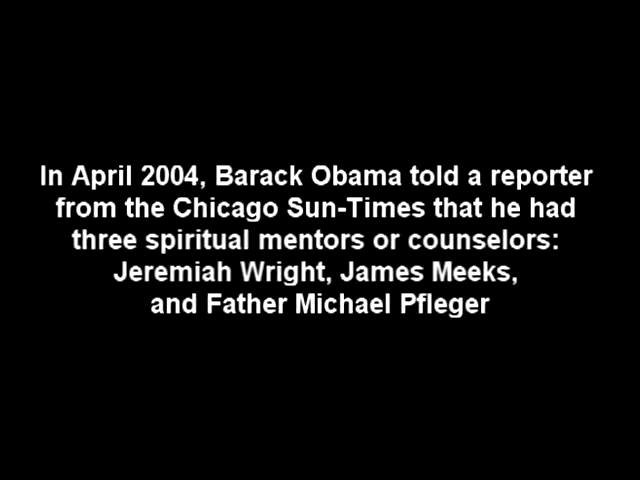 In April 2004, Barack Obama told a reporter
from the Chicago Sun-Times that he had
three spiritual mentors or counselors:
Jeremiah Wright, James Meeks,
and Father Michael Pfleger